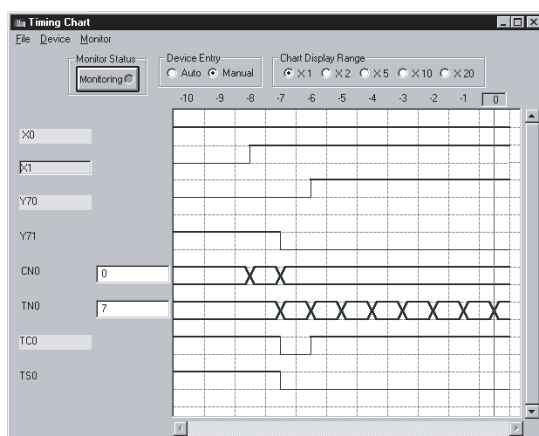 Timing Chart
File Device Monitor
Monitor Status
Monitoring
Device Entry
Auto Manual
Chart Display Range
X 1 X 2 X 5 X 10 X 20
-10 -9 -8 -7 -6 -5 -4 -3 -2 -1 0
X0
X1
Y70
Y71
CN0 0
TN0 7
TC0
TS0